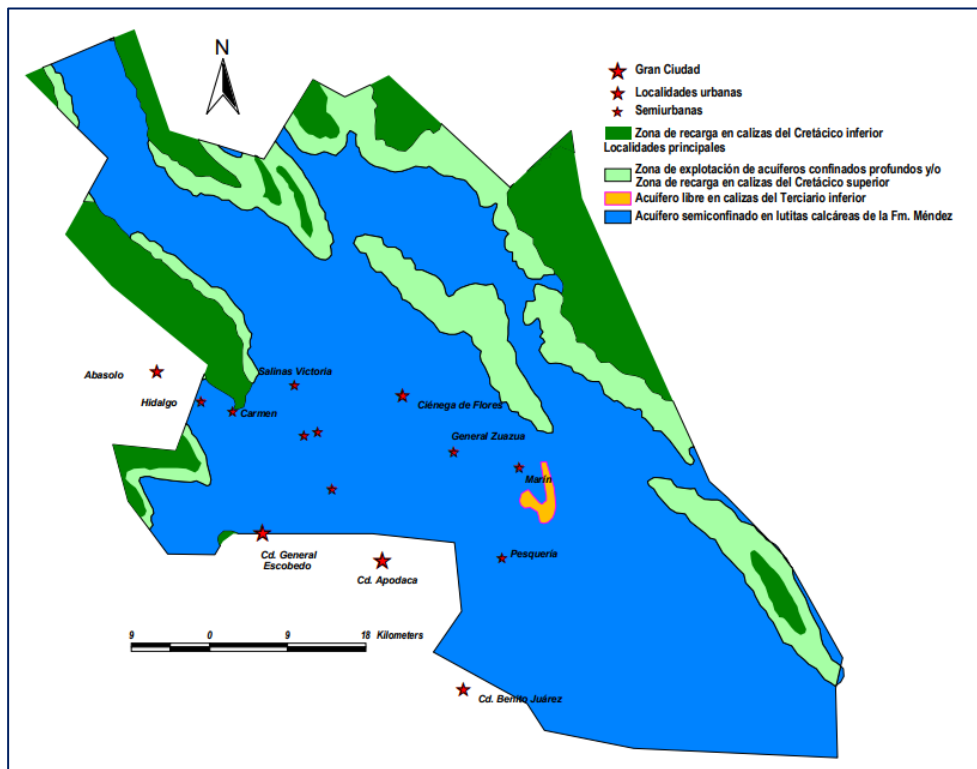 N
Gran Ciudad
Localidades urbanas
Semiurbanas
Zona de recarga en calizas del Cretácico inferior
Localidades principales
Zona de explotación de acuíferos confinados profundos y/o
Zona de recarga en calizas del Cretácico superior
Acuífero libre en calizas del Terciario inferior
Acuífero semiconfinado en lutitas calcáreas de la Fm. Méndez
Abasolo
Salinas Victoria
Hidalgo
Carmen
Ciénega de Flores
General Zuazua
Marín
Cd. General
Escobedo
Cd. Apodaca
Pesquería
9 0 9 18 Kilometers
Cd. Benito Juárez